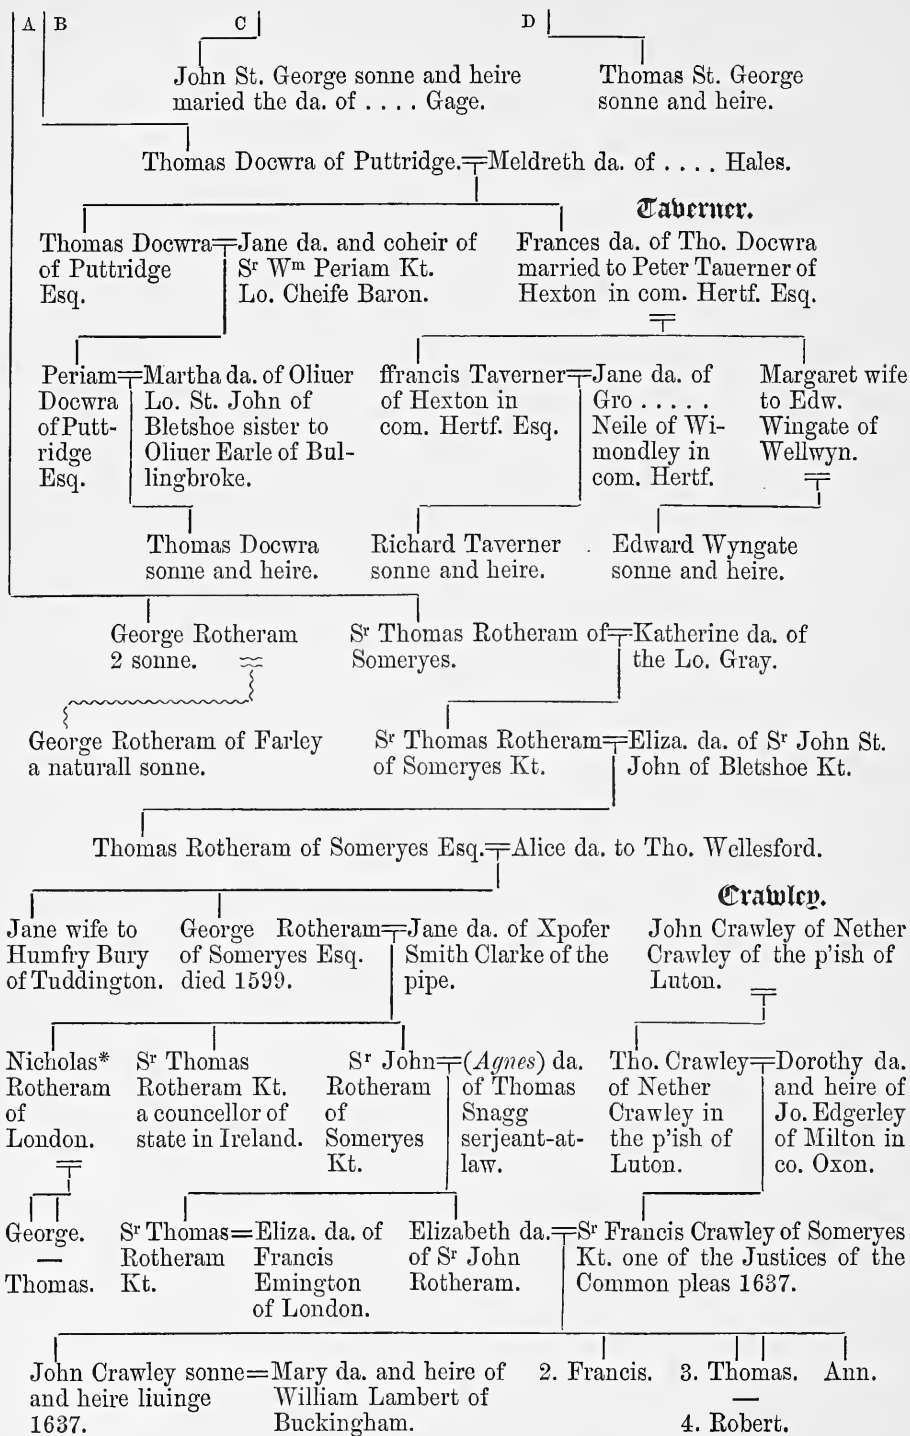 A B C D
John St. George sonne and heire
maried the da. of . . . . Gage.
Thomas St. George
sonne and heire.
Thomas Docwra of Puttridge.=Meldreth da. of . . . . Hales.
Taverner.
Thomas Docwra=
of Puttridge
Esq.
Jane da. and coheir of
Sʳ Wᵐ Periam Kt.
Lo. Cheife Baron.
Frances da. of Tho. Docwra
married to Peter Tauerner of
Hexton in com. Hertf. Esq.
=
Periam=
Docwra
of Putt-
ridge
Esq.
Martha da. of Oliuer
Lo. St. John of
Bletshoe sister to
Oliuer Earle of Bul-
lingbroke.
ffrancis Taverner=
of Hexton in
com. Hertf. Esq.
Jane da. of
Gro . . . . .
Neile of Wi-
mondley in
com. Hertf.
Margaret wife
to Edw.
Wingate of
Wellwyn.
=
Thomas Docwra
sonne and heire.
Richard Taverner
sonne and heire.
Edward Wyngate
sonne and heire.
George Rotheram
2 sonne.
Sʳ Thomas Rotheram of=
Someryes.
Katherine da. of
the Lo. Gray.
George Rotheram of Farley
a naturall sonne.
Sʳ Thomas Rotheram=
of Someryes Kt.
Eliza. da. of Sʳ John St.
John of Bletshoe Kt.
Thomas Rotheram of Someryes Esq.=Alice da. to Tho. Wellesford.
Crawley.
Jane wife to
Humfry Bury
of Tuddington.
George Rotheram=
of Someryes Esq.
died 1599.
Jane da. of Xpofer
Smith Clarke of the
pipe.
John Crawley of Nether
Crawley of the p'ish of
Luton.
=
Nicholas*
Rotheram
of
London.
=
Sʳ Thomas
Rotheram Kt.
a councellor of
state in Ireland.
Sʳ John=
Rotheram
of
Someryes
Kt.
(Agnes) da.
of Thomas
Snagg
serjeant-at-
law.
Tho. Crawley=
of Nether
Crawley in
the p'ish of
Luton.
Dorothy da.
and heire of
Jo. Edgerley
of Milton in
co. Oxon.
George.
—
Thomas.
Sʳ Thomas=
Rotheram
Kt.
Eliza. da. of
Francis
Emington
of London.
Elizabeth da.=
of Sʳ John
Rotheram.
Sʳ Francis Crawley of Someryes
Kt. one of the Justices of the
Common pleas 1637.
John Crawley sonne=
and heire liuinge
1637.
Mary da. and heire of
William Lambert of
Buckingham.
2. Francis.
3. Thomas.
—
4. Robert.
Ann.